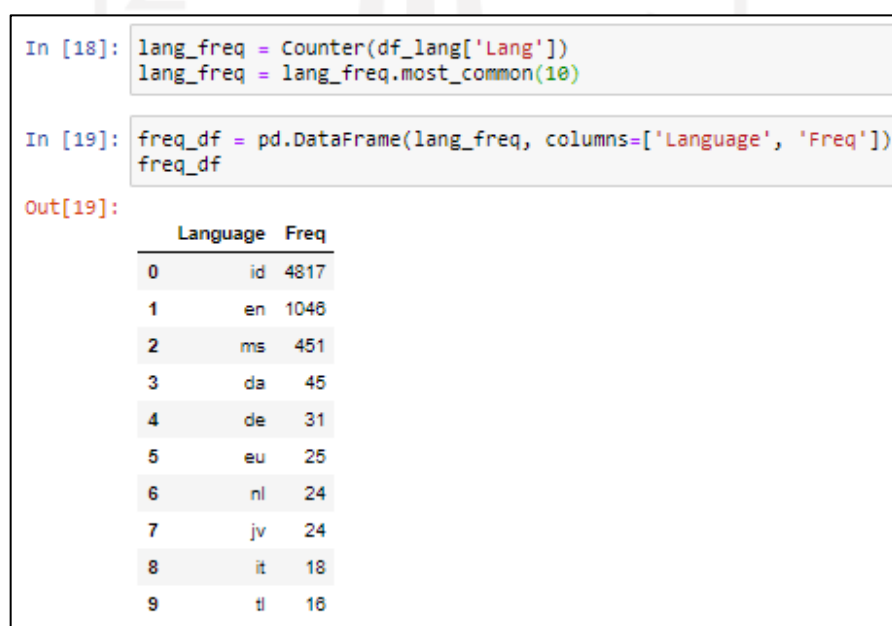 In [18]: lang_freq = Counter(df_lang['Lang'])
lang_freq = lang_freq.most_common(10)
In [19]: freq_df = pd.DataFrame(lang_freq, columns=['Language', 'Freq'])
freq_df
Out[19]:
Language Freq
0 id 4817
1 en 1046
2 ms 451
3 da 45
4 de 31
5 eu 25
6 nl 24
7 jv 24
8 it 18
9 tl 16